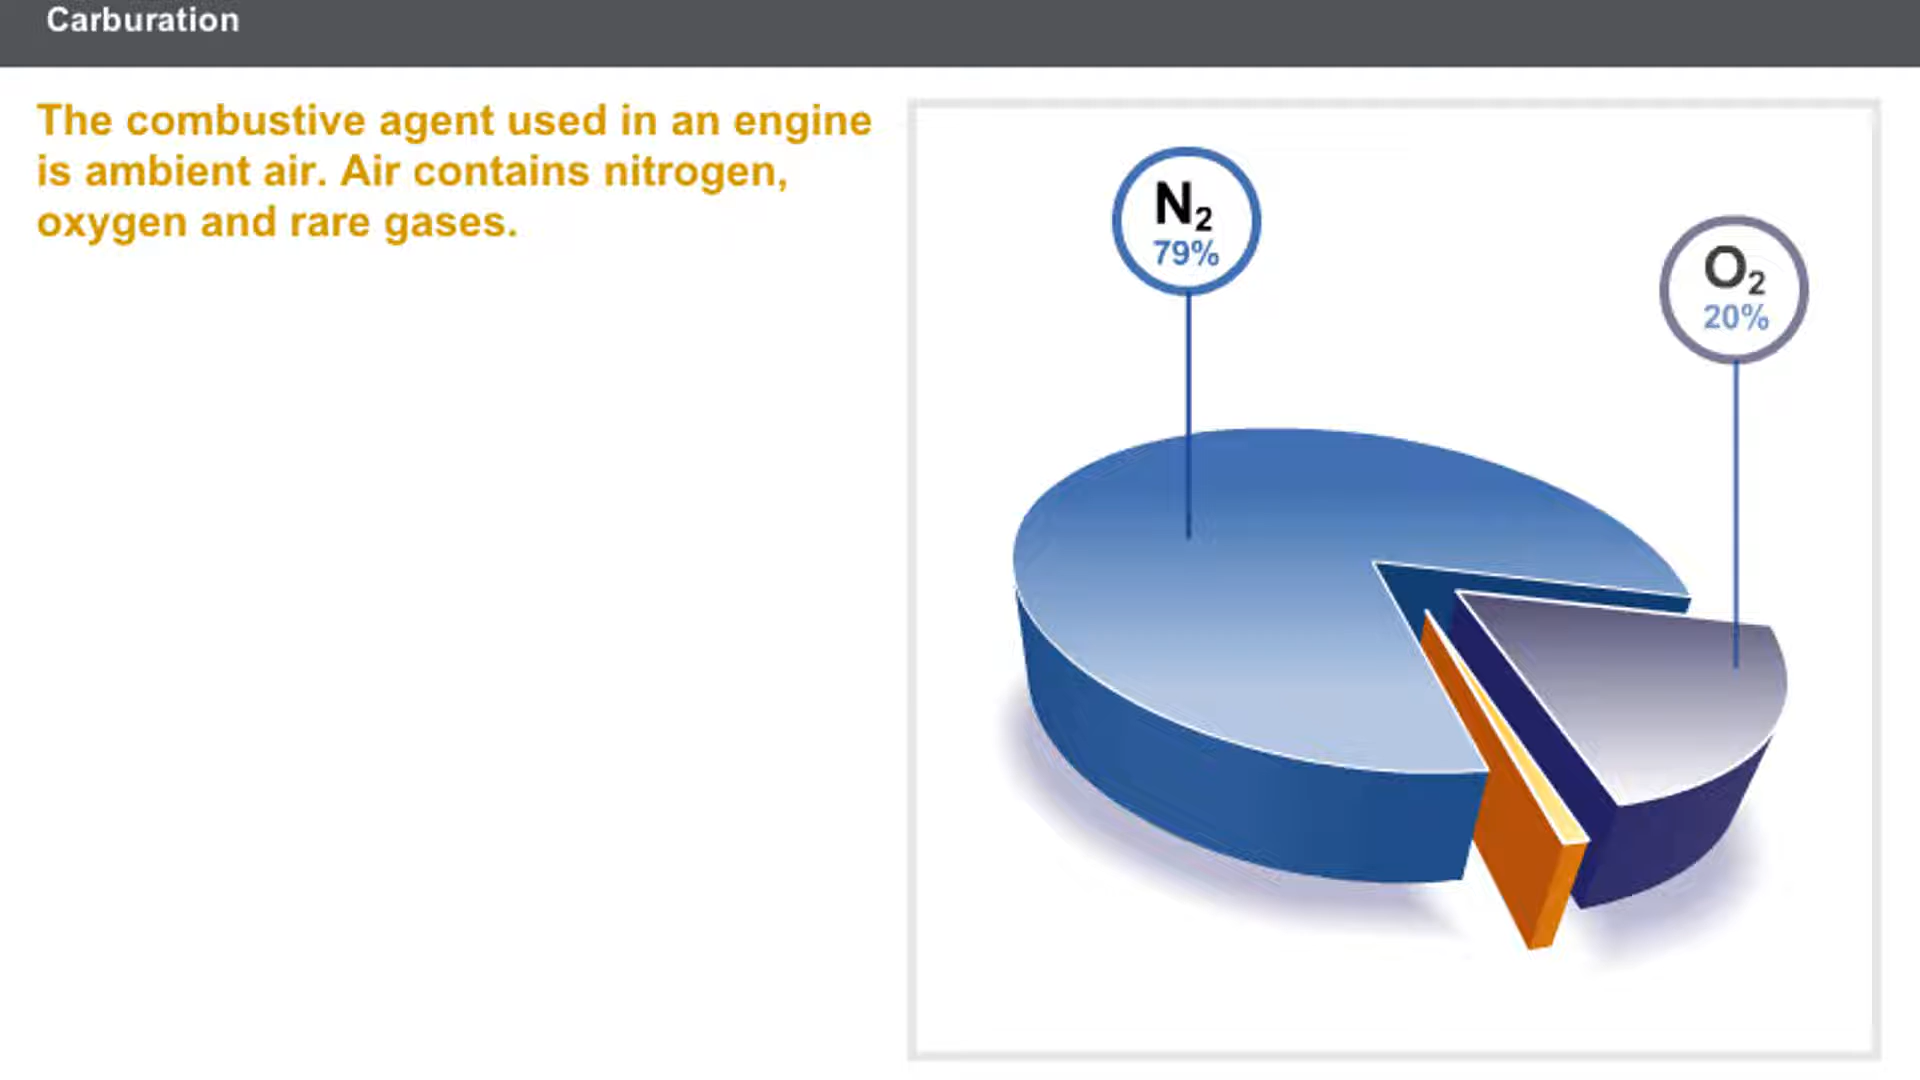 Carburation
The combustive agent used in an engine
is ambient air. Air contains nitrogen,
oxygen and rare gases.
N₂
79%
O₂
20%